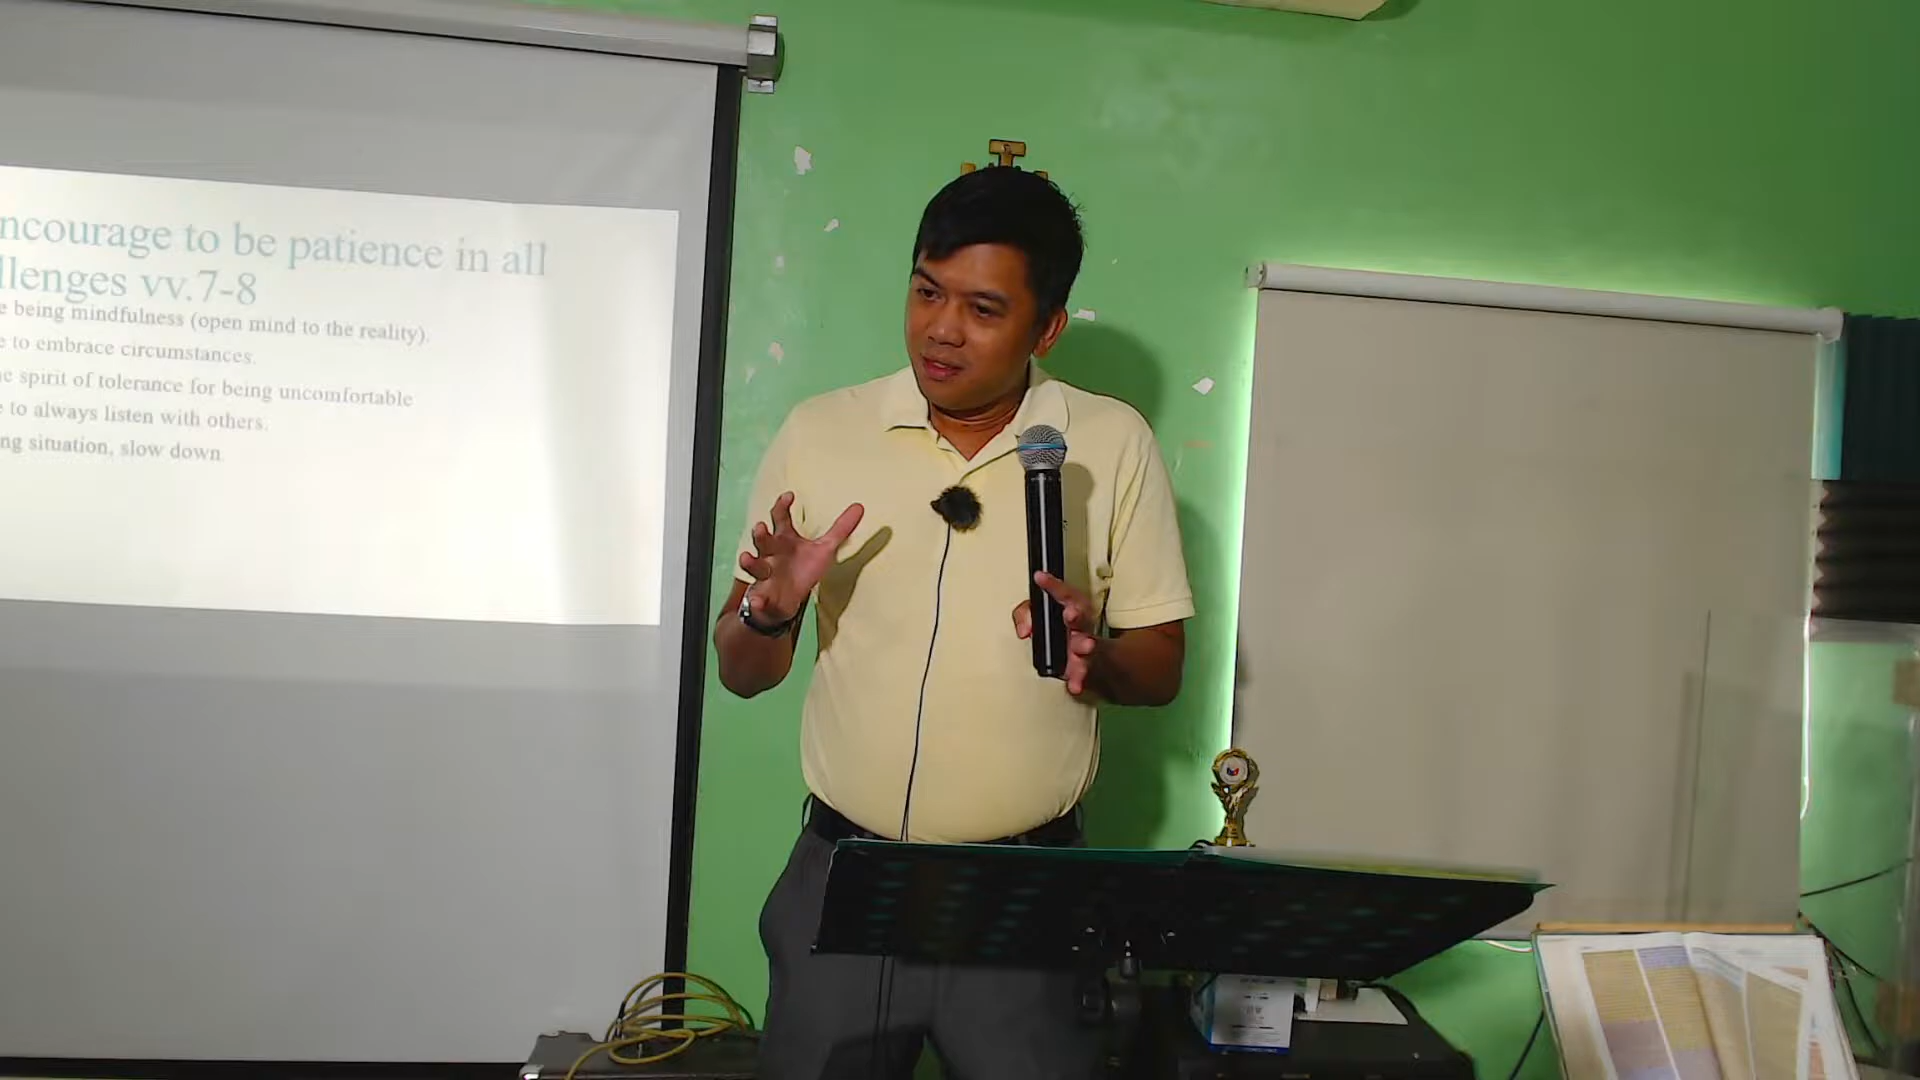 ncourage to be patience in all
llenges vv.7-8
e being mindfulness (open mind to the reality).
e to embrace circumstances.
e spirit of tolerance for being uncomfortable
e to always listen with others.
ng situation, slow down